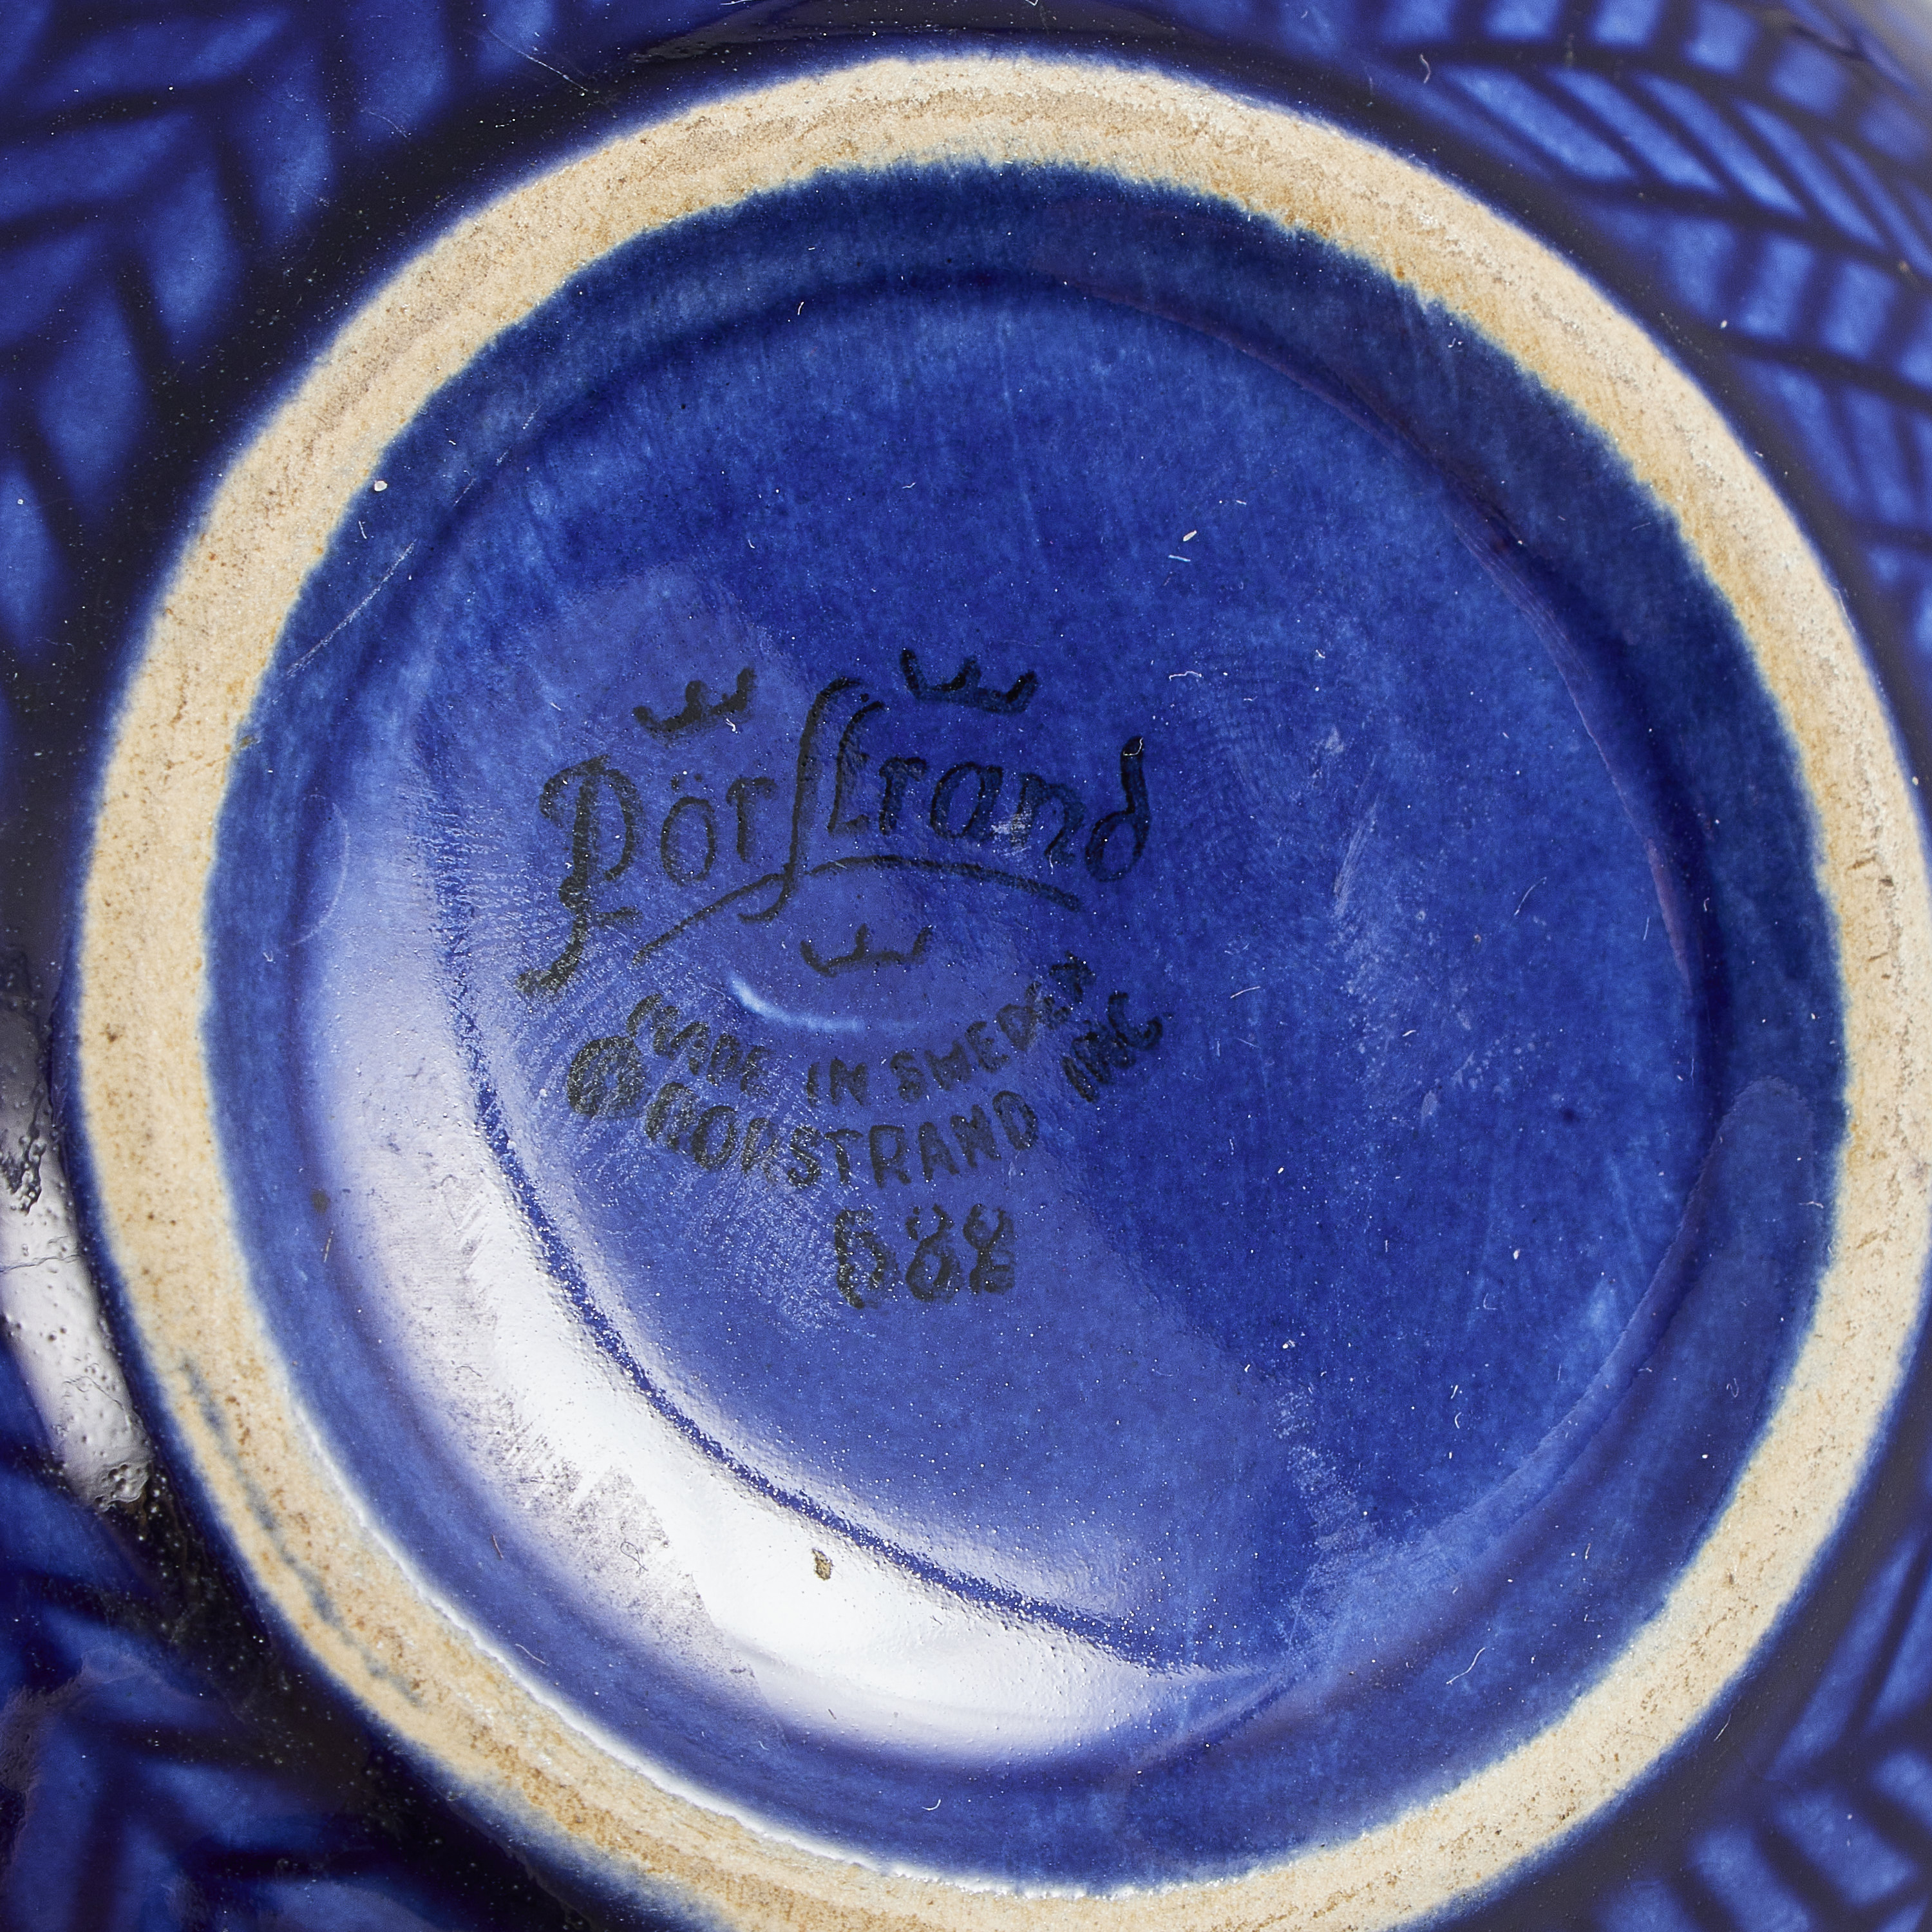 Rörstrand
MADE IN SWEDEN
© RÖRSTRAND INC.